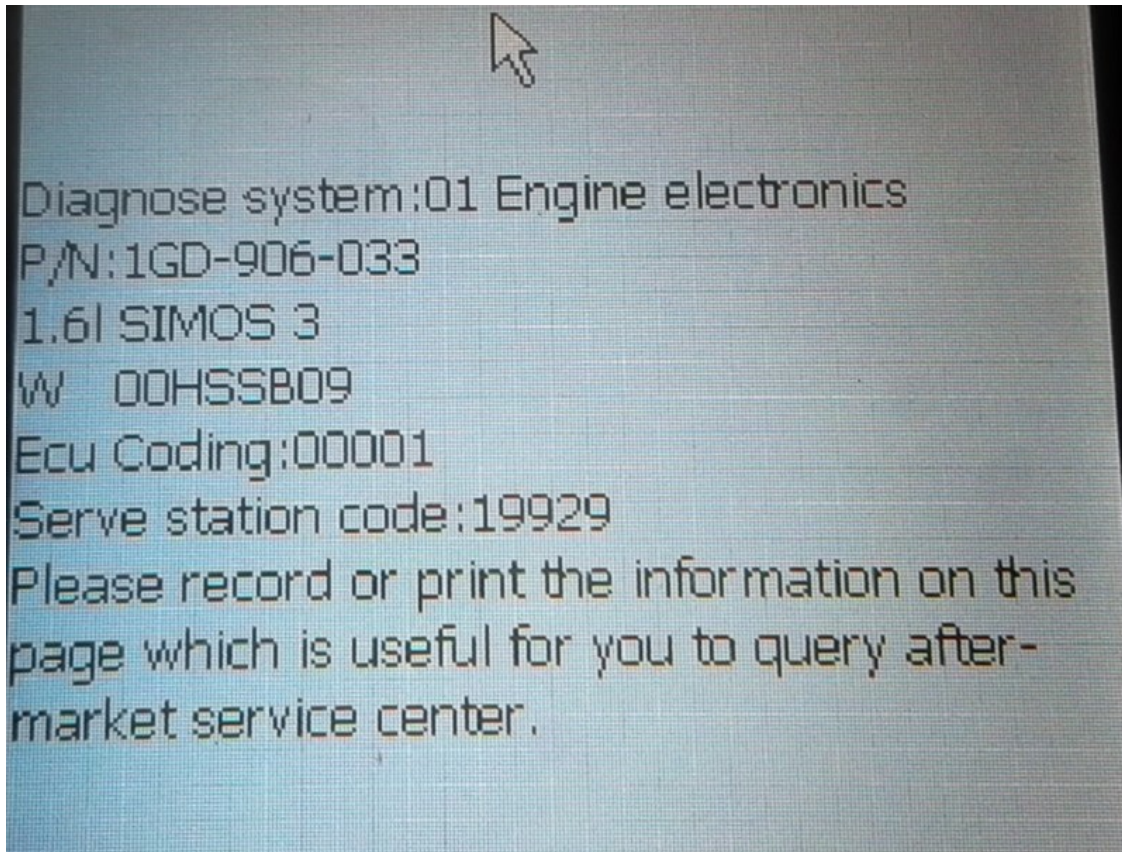 Diagnose system:01 Engine electronics
P/N:1GD-906-033
1.6l SIMOS 3
W 00HSSB09
Ecu Coding:00001
Serve station code:19929
Please record or print the information on this
page which is useful for you to query after-
market service center.